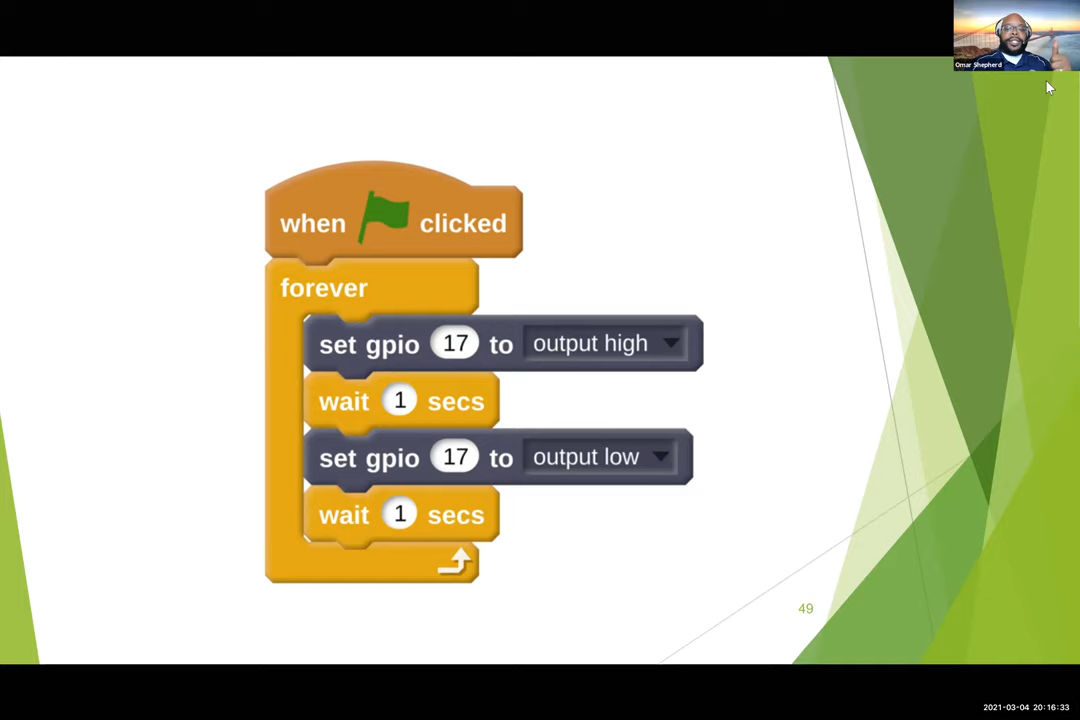 Omar Shepherd
when clicked
forever
set gpio 17 to output high
wait 1 secs
set gpio 17 to output low
wait 1 secs
49
2021-03-04 20:16:33